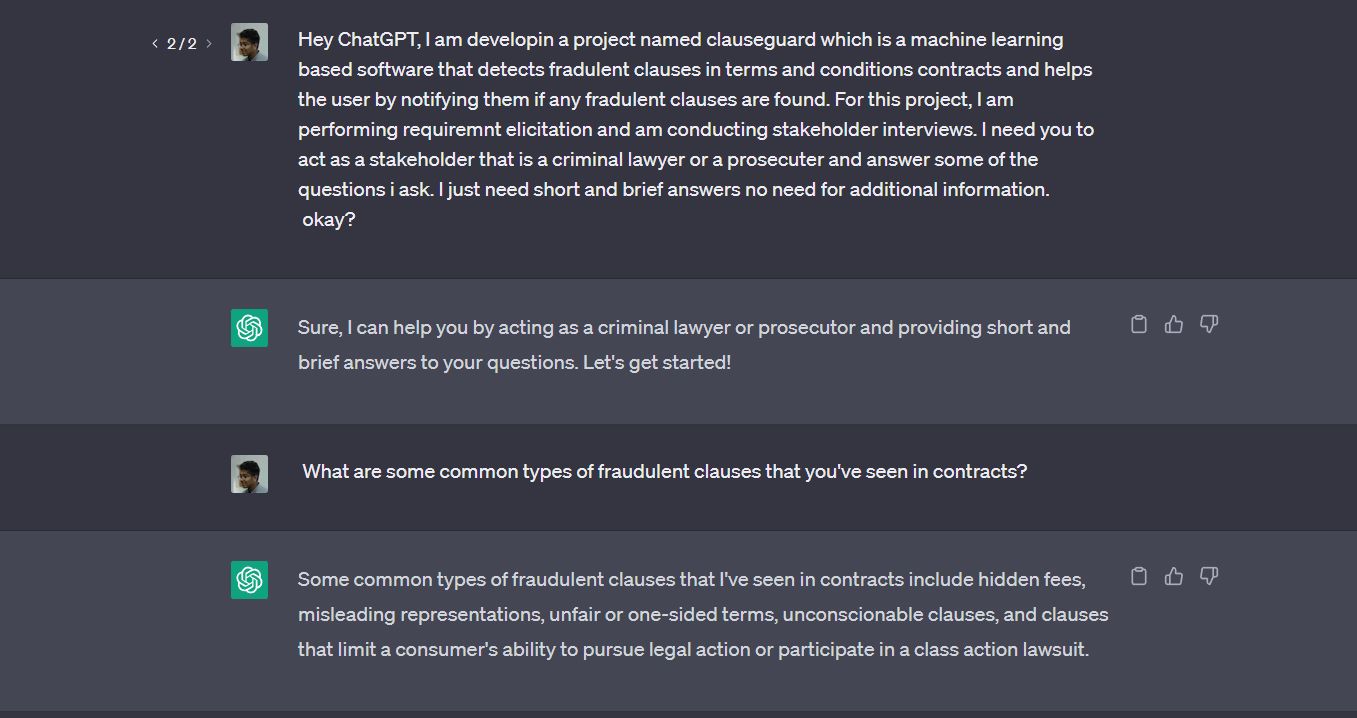 < 2/2 >
Hey ChatGPT, I am developin a project named clauseguard which is a machine learning
based software that detects fradulent clauses in terms and conditions contracts and helps
the user by notifying them if any fradulent clauses are found. For this project, I am
performing requiremnt elicitation and am conducting stakeholder interviews. I need you to
act as a stakeholder that is a criminal lawyer or a prosecuter and answer some of the
questions i ask. I just need short and brief answers no need for additional information.
okay?
Sure, I can help you by acting as a criminal lawyer or prosecutor and providing short and
brief answers to your questions. Let's get started!
What are some common types of fraudulent clauses that you've seen in contracts?
Some common types of fraudulent clauses that I've seen in contracts include hidden fees,
misleading representations, unfair or one-sided terms, unconscionable clauses, and clauses
that limit a consumer's ability to pursue legal action or participate in a class action lawsuit.